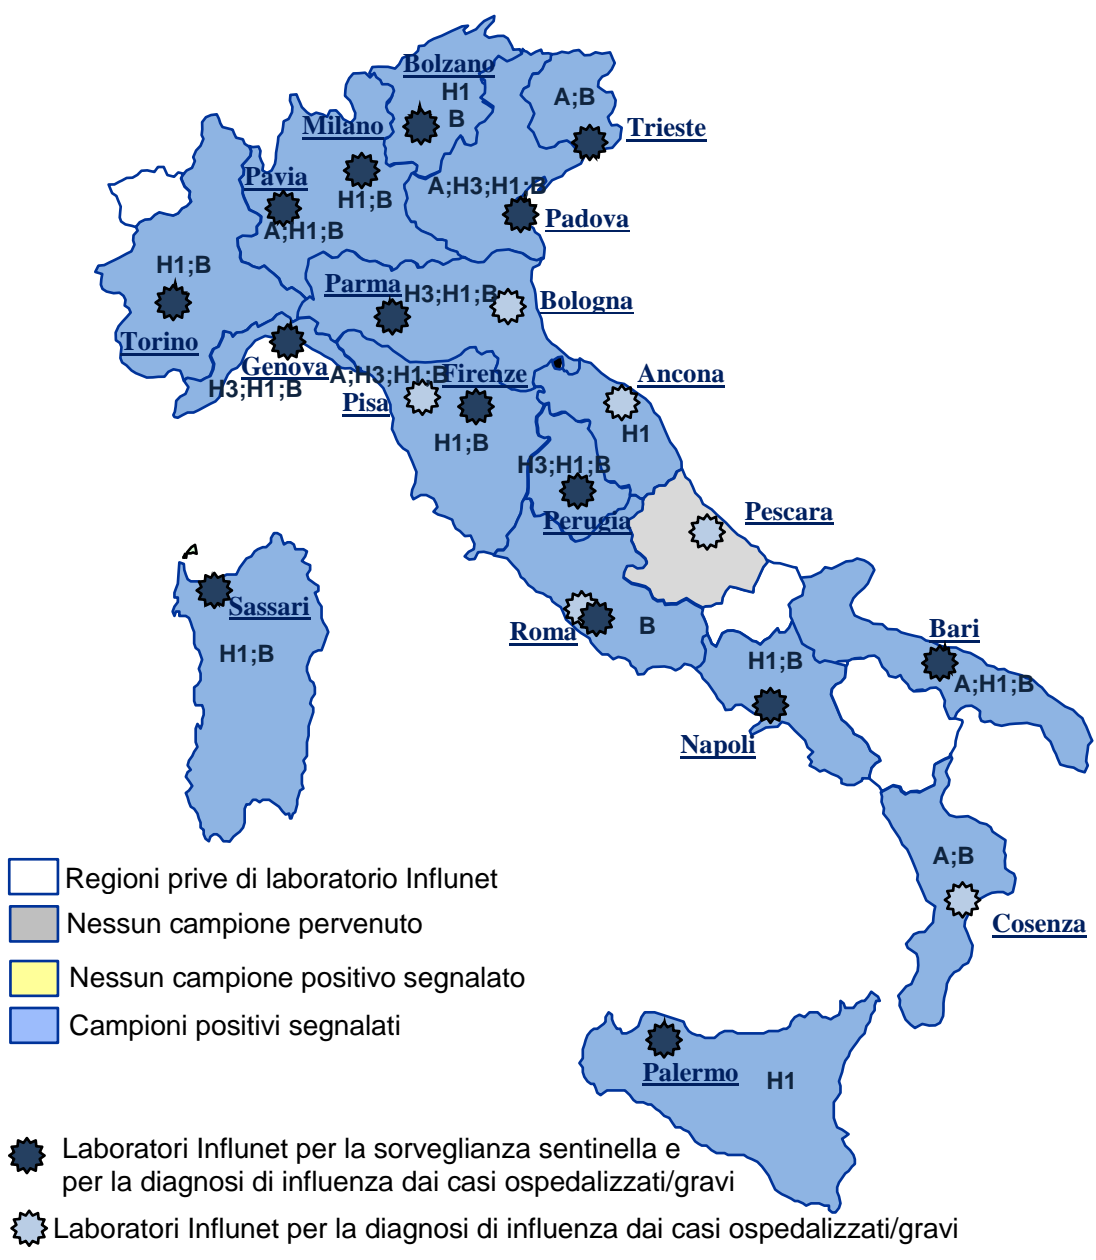 Bolzano
H1
B
A;B
Trieste
Milano
H1;B
Pavia
A;H1;B
A;H3;H1;B
Padova
H1;B
Torino
Parma
H3;H1;B
Bologna
Genova
H3;H1;B
A;H3;H1;B
Firenze
Pisa
H1;B
Ancona
H1
H3;H1;B
Perugia
Pescara
Sassari
H1;B
Roma
B
H1;B
Napoli
Bari
A;H1;B
A;B
Cosenza
Palermo
H1
Regioni prive di laboratorio Influnet
Nessun campione pervenuto
Nessun campione positivo segnalato
Campioni positivi segnalati
Laboratori Influnet per la sorveglianza sentinella e
per la diagnosi di influenza dai casi ospedalizzati/gravi
Laboratori Influnet per la diagnosi di influenza dai casi ospedalizzati/gravi